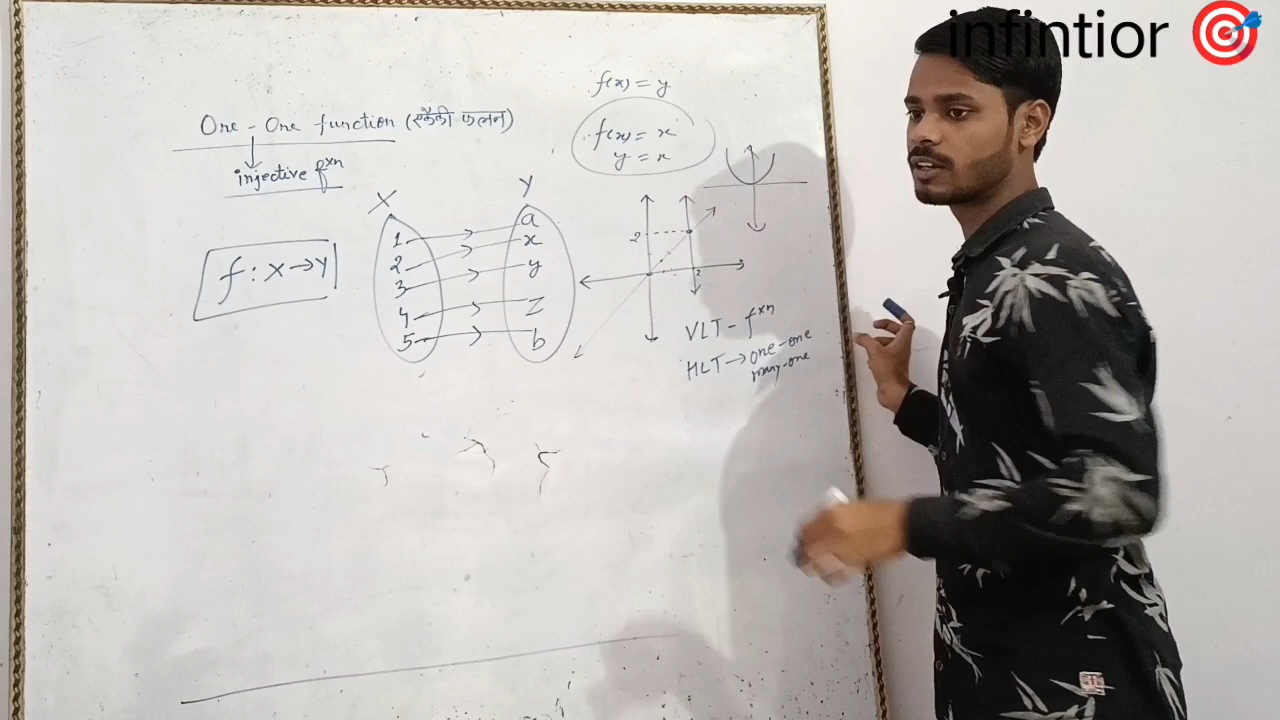 infintior
f(x) = y
One - One function (एकैकी फलन)
injective fxn
f(x) = x
y = x
X
Y
f : X → Y
1
2
3
4
5
a
x
y
z
b
2
2
VLT - fxn
HLT → one-one
many-one